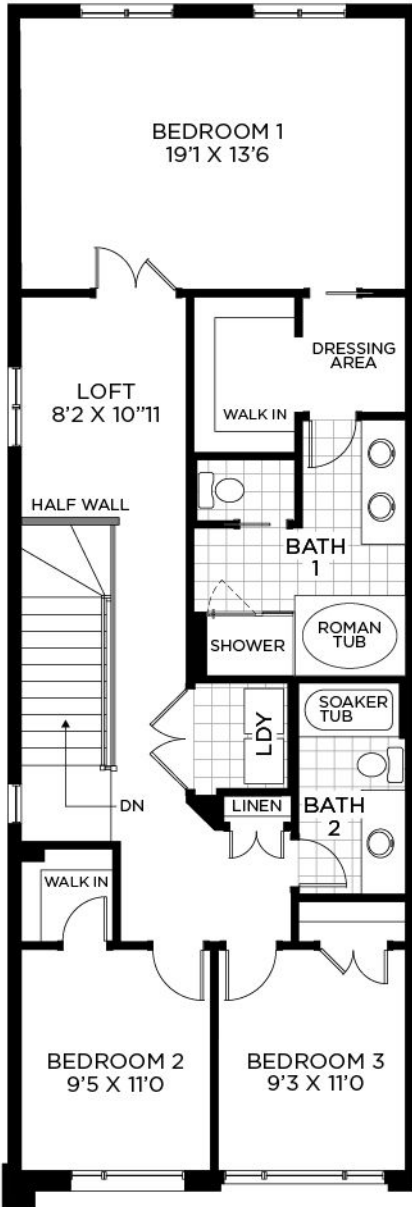 BEDROOM 1
19'1 X 13'6
LOFT
8'2 X 10"11
DRESSING
AREA
WALK IN
HALF WALL
BATH
1
SHOWER
ROMAN
TUB
SOAKER
TUB
LDY
DN
LINEN
BATH
2
WALK IN
BEDROOM 2
9'5 X 11'0
BEDROOM 3
9'3 X 11'0